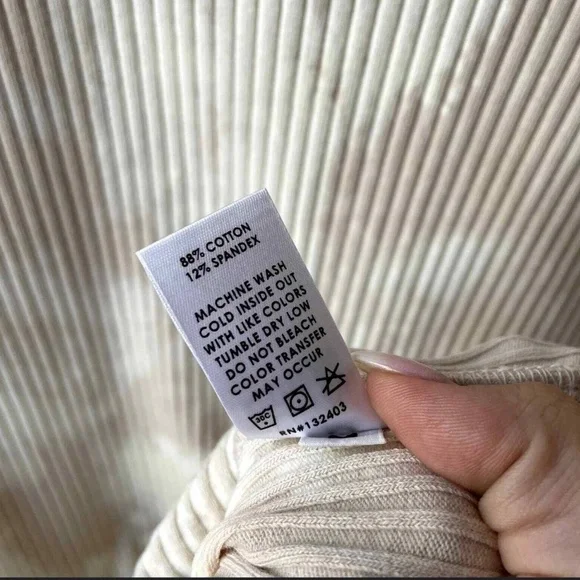 88% COTTON
12% SPANDEX
MACHINE WASH
COLD INSIDE OUT
WITH LIKE COLORS
TUMBLE DRY LOW
DO NOT BLEACH
COLOR TRANSFER
MAY OCCUR
30C
RN#132403